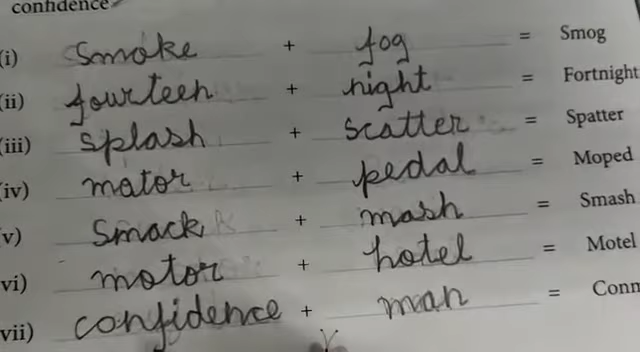 confidence
(i) Smoke + fog = Smog
(ii) fourteen + night = Fortnight
(iii) splash + scatter = Spatter
(iv) motor + pedal = Moped
(v) Smack + mash = Smash
(vi) motor + hotel = Motel
(vii) confidence + man = Conn